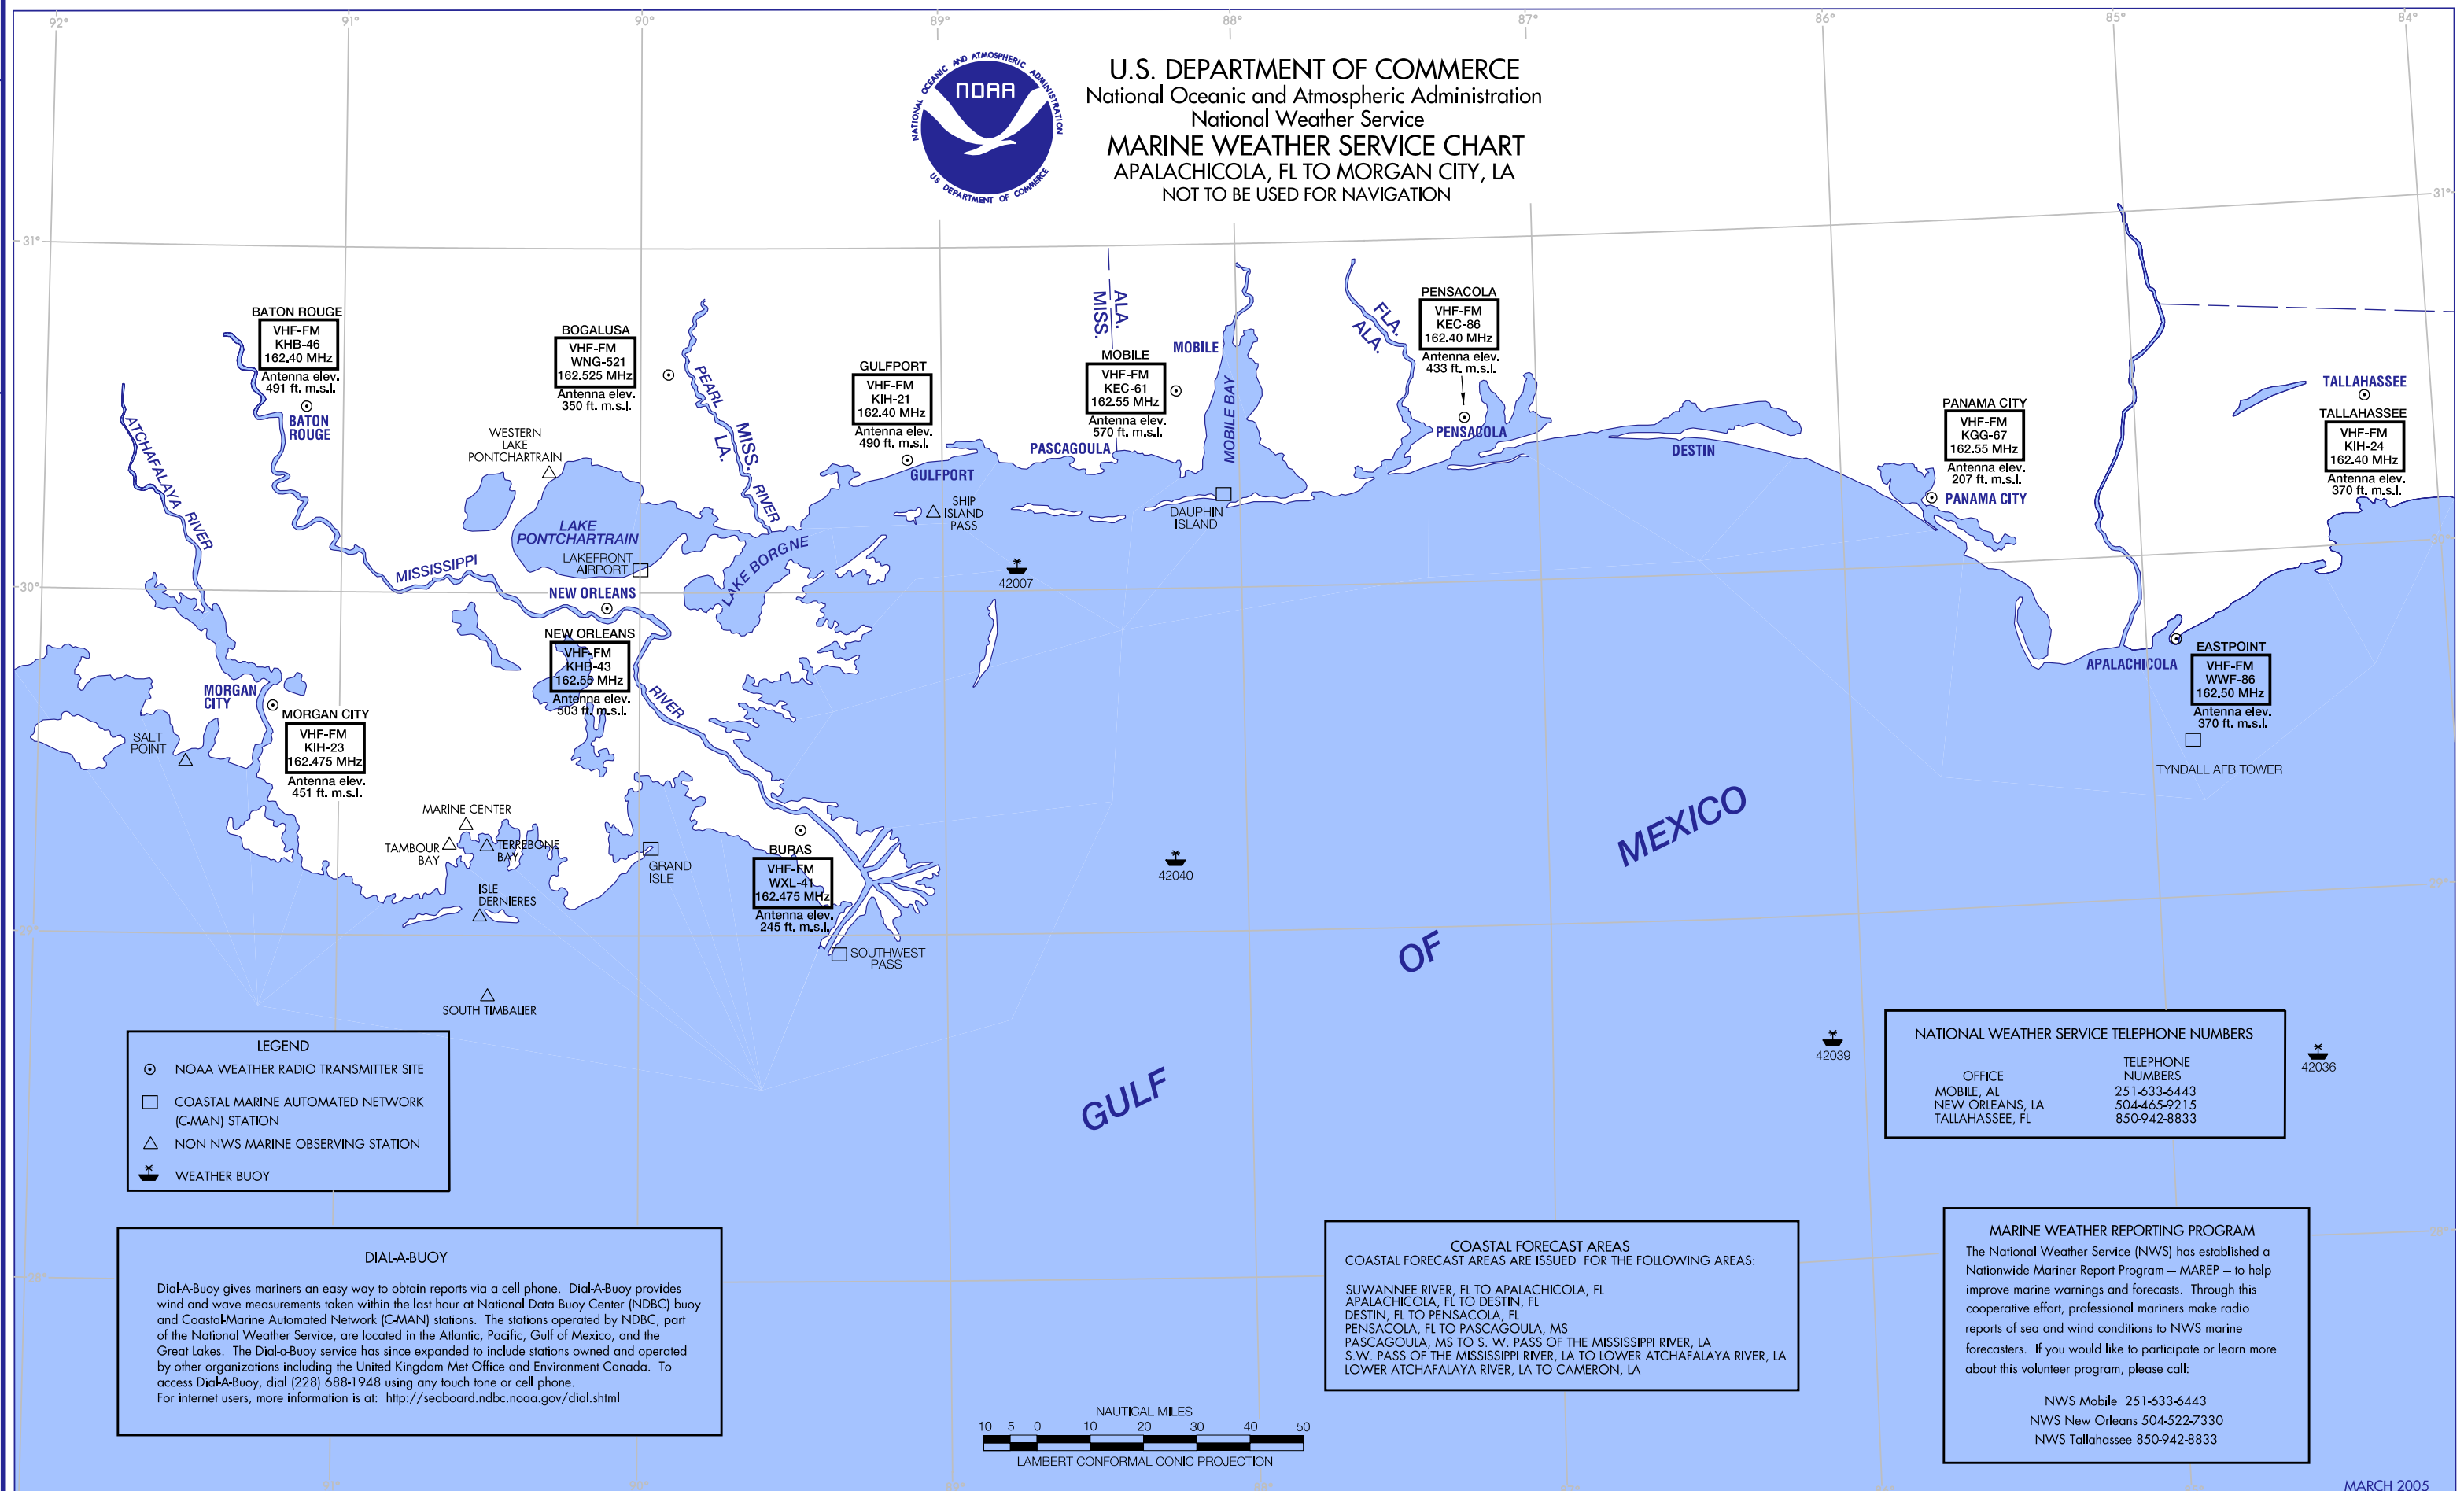 92°
91°
90°
89°
88°
87°
86°
85°
84°
NATIONAL OCEANIC AND ATMOSPHERIC ADMINISTRATION
NOAA
US DEPARTMENT OF COMMERCE
U.S. DEPARTMENT OF COMMERCE
National Oceanic and Atmospheric Administration
National Weather Service
MARINE WEATHER SERVICE CHART
APALACHICOLA, FL TO MORGAN CITY, LA
NOT TO BE USED FOR NAVIGATION
31°
31°
BATON ROUGE
VHF-FM
KHB-46
162.40 MHz
Antenna elev.
491 ft. m.s.l.
BATON
ROUGE
BOGALUSA
VHF-FM
WNG-521
162.525 MHz
Antenna elev.
350 ft. m.s.l.
GULFPORT
VHF-FM
KIH-21
162.40 MHz
Antenna elev.
490 ft. m.s.l.
GULFPORT
ALA.
MISS.
MOBILE
VHF-FM
KEC-61
162.55 MHz
Antenna elev.
570 ft. m.s.l.
MOBILE
MOBILE BAY
PASCAGOULA
FLA.
ALA.
PENSACOLA
VHF-FM
KEC-86
162.40 MHz
Antenna elev.
433 ft. m.s.l.
PENSACOLA
DESTIN
PANAMA CITY
VHF-FM
KGG-67
162.55 MHz
Antenna elev.
207 ft. m.s.l.
PANAMA CITY
TALLAHASSEE
TALLAHASSEE
VHF-FM
KIH-24
162.40 MHz
Antenna elev.
370 ft. m.s.l.
ATCHAFALAYA RIVER
WESTERN
LAKE
PONTCHARTRAIN
PEARL RIVER
MISS.
LA.
LAKE
PONTCHARTRAIN
LAKEFRONT
AIRPORT
LAKE BORGNE
SHIP
ISLAND
PASS
DAUPHIN
ISLAND
42007
30°
MISSISSIPPI
RIVER
NEW ORLEANS
NEW ORLEANS
VHF-FM
KHB-43
162.55 MHz
Antenna elev.
503 ft. m.s.l.
MORGAN
CITY
MORGAN CITY
VHF-FM
KIH-23
162.475 MHz
Antenna elev.
451 ft. m.s.l.
SALT
POINT
APALACHICOLA
EASTPOINT
VHF-FM
WWF-86
162.50 MHz
Antenna elev.
370 ft. m.s.l.
TYNDALL AFB TOWER
MARINE CENTER
TAMBOUR
BAY
TERREBONE
BAY
ISLE
DERNIERES
GRAND
ISLE
BURAS
VHF-FM
WXL-41
162.475 MHz
Antenna elev.
245 ft. m.s.l.
SOUTHWEST
PASS
SOUTH TIMBALIER
42040
GULF
OF
MEXICO
42039
42036
LEGEND
NOAA WEATHER RADIO TRANSMITTER SITE
COASTAL MARINE AUTOMATED NETWORK
(C-MAN) STATION
NON NWS MARINE OBSERVING STATION
WEATHER BUOY
NATIONAL WEATHER SERVICE TELEPHONE NUMBERS
TELEPHONE
OFFICE NUMBERS
MOBILE, AL 251-633-6443
NEW ORLEANS, LA 504-465-9215
TALLAHASSEE, FL 850-942-8833
DIAL-A-BUOY
Dial-A-Buoy gives mariners an easy way to obtain reports via a cell phone. Dial-A-Buoy provides
wind and wave measurements taken within the last hour at National Data Buoy Center (NDBC) buoy
and Coastal-Marine Automated Network (C-MAN) stations. The stations operated by NDBC, part
of the National Weather Service, are located in the Atlantic, Pacific, Gulf of Mexico, and the
Great Lakes. The Dial-a-Buoy service has since expanded to include stations owned and operated
by other organizations including the United Kingdom Met Office and Environment Canada. To
access Dial-A-Buoy, dial (228) 688-1948 using any touch tone or cell phone.
For internet users, more information is at: http://seaboard.ndbc.noaa.gov/dial.shtml
COASTAL FORECAST AREAS
COASTAL FORECAST AREAS ARE ISSUED FOR THE FOLLOWING AREAS:
SUWANNEE RIVER, FL TO APALACHICOLA, FL
APALACHICOLA, FL TO DESTIN, FL
DESTIN, FL TO PENSACOLA, FL
PENSACOLA, FL TO PASCAGOULA, MS
PASCAGOULA, MS TO S. W. PASS OF THE MISSISSIPPI RIVER, LA
S.W. PASS OF THE MISSISSIPPI RIVER, LA TO LOWER ATCHAFALAYA RIVER, LA
LOWER ATCHAFALAYA RIVER, LA TO CAMERON, LA
MARINE WEATHER REPORTING PROGRAM
The National Weather Service (NWS) has established a
Nationwide Mariner Report Program – MAREP – to help
improve marine warnings and forecasts. Through this
cooperative effort, professional mariners make radio
reports of sea and wind conditions to NWS marine
forecasters. If you would like to participate or learn more
about this volunteer program, please call:
NWS Mobile 251-633-6443
NWS New Orleans 504-522-7330
NWS Tallahassee 850-942-8833
NAUTICAL MILES
10 5 0 10 20 30 40 50
LAMBERT CONFORMAL CONIC PROJECTION
MARCH 2005